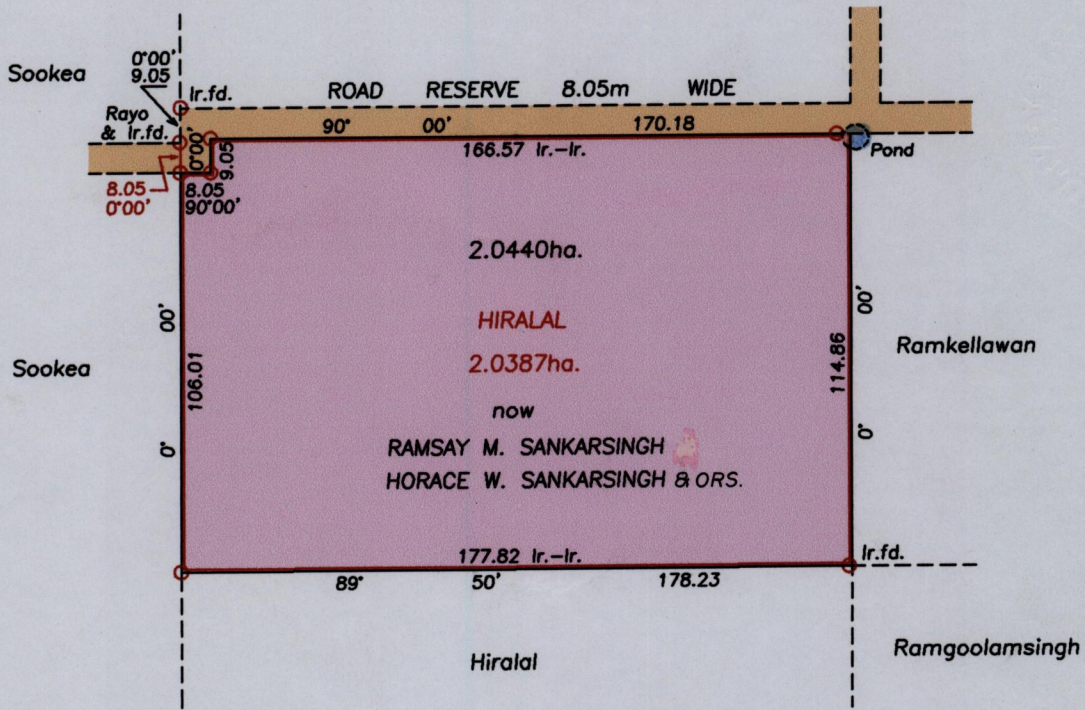 Sookea
0°00'
9.05
Ir.fd.
ROAD RESERVE 8.05m WIDE
Rayo
& Ir.fd.
90° 00' 170.18
166.57 Ir.-Ir.
Pond
0°00'
9.05
8.05
0°00'
8.05
90°00'
2.0440ha.
HIRALAL
2.0387ha.
now
RAMSAY M. SANKARSINGH
HORACE W. SANKARSINGH & ORS.
Sookea
0° 00'
106.01
114.86
0° 00'
Ramkellawan
177.82 Ir.-Ir.
Ir.fd.
89° 50' 178.23
Hiralal
Ramgoolamsingh